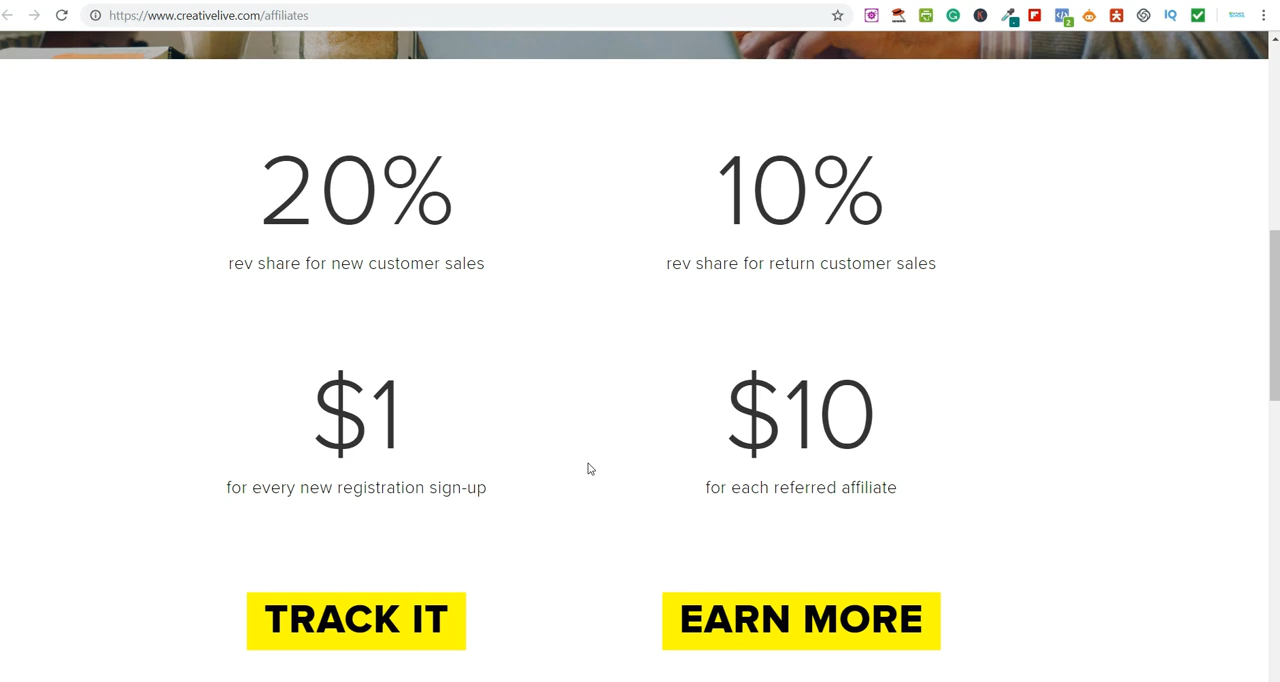 https://www.creativelive.com/affiliates
20%
rev share for new customer sales
10%
rev share for return customer sales
$1
for every new registration sign-up
$10
for each referred affiliate
TRACK IT
EARN MORE